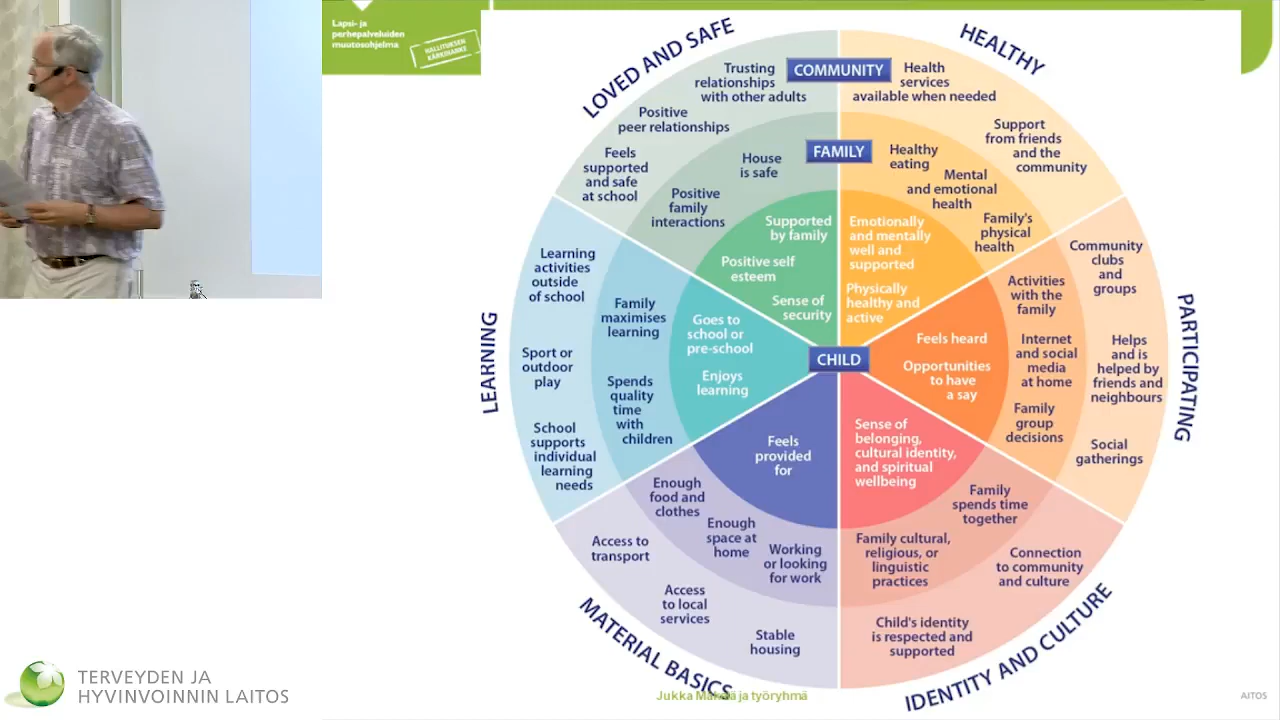 Lapsi- ja
perhepalveluiden
muutosohjelma
HALLITUKSEN
KÄRKIHANKE
LOVED AND SAFE
HEALTHY
PARTICIPATING
IDENTITY AND CULTURE
MATERIAL BASICS
LEARNING
COMMUNITY
FAMILY
CHILD
Trusting
relationships
with other adults
Positive
peer relationships
Feels
supported
and safe
at school
House
is safe
Positive
family
interactions
Supported
by family
Positive self
esteem
Sense of
security
Health
services
available when needed
Support
from friends
and the
community
Healthy
eating
Mental
and emotional
health
Family's
physical
health
Emotionally
and mentally
well and
supported
Physically
healthy and
active
Community
clubs
and
groups
Helps
and is
helped by
friends and
neighbours
Social
gatherings
Activities
with the
family
Internet
and social
media
at home
Family
group
decisions
Feels heard
Opportunities
to have
a say
Sense of
belonging,
cultural identity,
and spiritual
wellbeing
Family
spends time
together
Family cultural,
religious, or
linguistic
practices
Connection
to community
and culture
Child's identity
is respected and
supported
Feels
provided
for
Enough
food and
clothes
Enough
space at
home
Working
or looking
for work
Access to
transport
Access
to local
services
Stable
housing
Goes to
school or
pre-school
Enjoys
learning
Family
maximises
learning
Spends
quality
time
with
children
Learning
activities
outside
of school
Sport or
outdoor
play
School
supports
individual
learning
needs
TERVEYDEN JA
HYVINVOINNIN LAITOS
Jukka Mäkelä ja työryhmä
AITOS